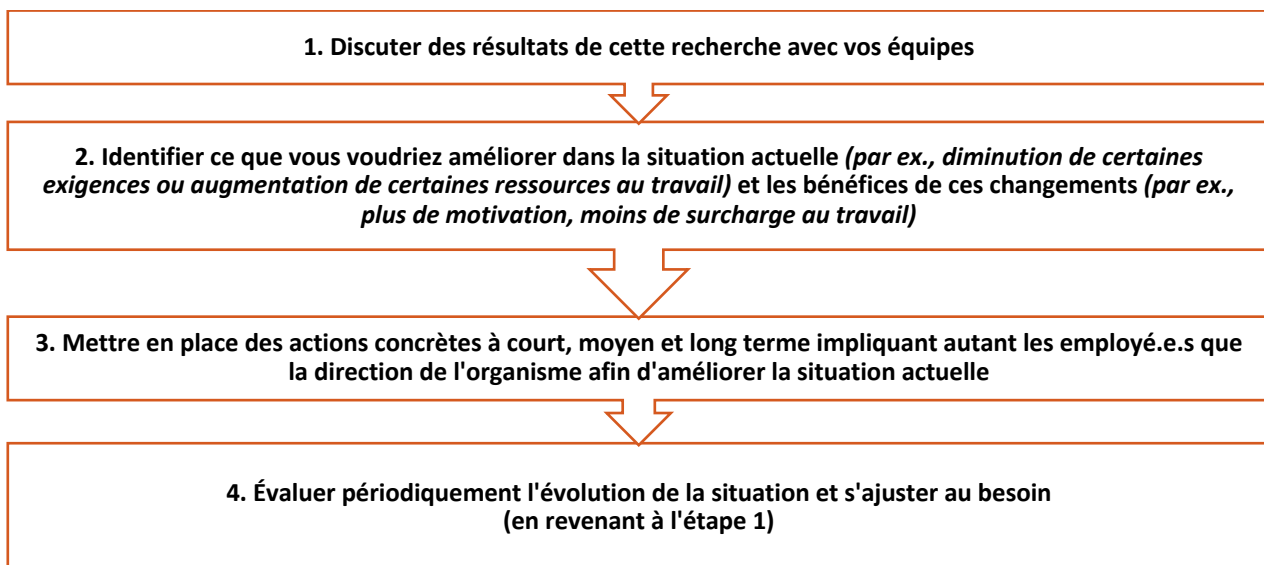 1. Discuter des résultats de cette recherche avec vos équipes
2. Identifier ce que vous voudriez améliorer dans la situation actuelle (par ex., diminution de certaines
exigences ou augmentation de certaines ressources au travail) et les bénéfices de ces changements (par ex.,
plus de motivation, moins de surcharge au travail)
3. Mettre en place des actions concrètes à court, moyen et long terme impliquant autant les employé.e.s que
la direction de l'organisme afin d'améliorer la situation actuelle
4. Évaluer périodiquement l'évolution de la situation et s'ajuster au besoin
(en revenant à l'étape 1)